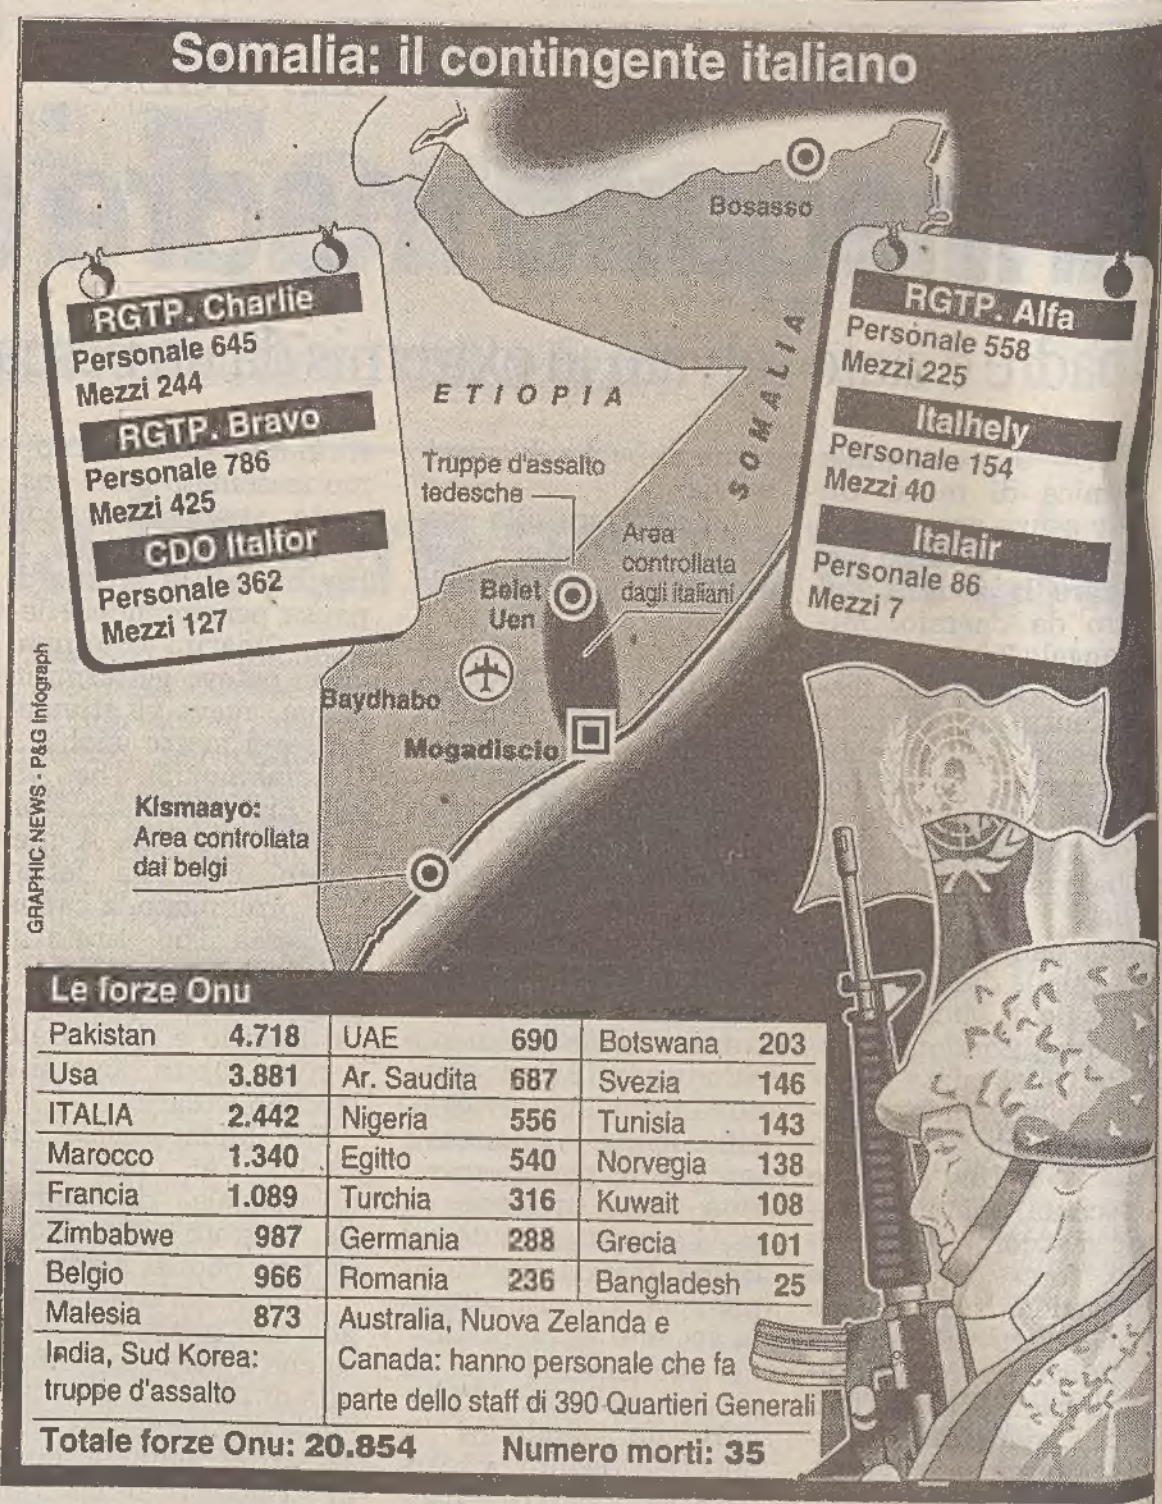 Somalia: il contingente italiano
Bosasso
RGTP. Charlie
Personale 645
Mezzi 244
RGTP. Bravo
Personale 786
Mezzi 425
CDO Italfor
Personale 362
Mezzi 127
RGTP. Alfa
Personale 558
Mezzi 225
Italhely
Personale 154
Mezzi 40
Italair
Personale 86
Mezzi 7
ETIOPIA
SOMALIA
Truppe d'assalto
tedesche
Area
controllata
dagli italiani
Belet
Uen
Baydhabo
Mogadiscio
Kismaayo:
Area controllata
dai belgi
GRAPHIC NEWS - P&G Infograph
Le forze Onu
Pakistan 4.718
Usa 3.881
ITALIA 2.442
Marocco 1.340
Francia 1.089
Zimbabwe 987
Belgio 966
Malesia 873
India, Sud Korea:
truppe d'assalto
UAE 690
Ar. Saudita 687
Nigeria 556
Egitto 540
Turchia 316
Germania 288
Romania 236
Botswana 203
Svezia 146
Tunisia 143
Norvegia 138
Kuwait 108
Grecia 101
Bangladesh 25
Australia, Nuova Zelanda e
Canada: hanno personale che fa
parte dello staff di 390 Quartieri Generali
Totale forze Onu: 20.854 Numero morti: 35